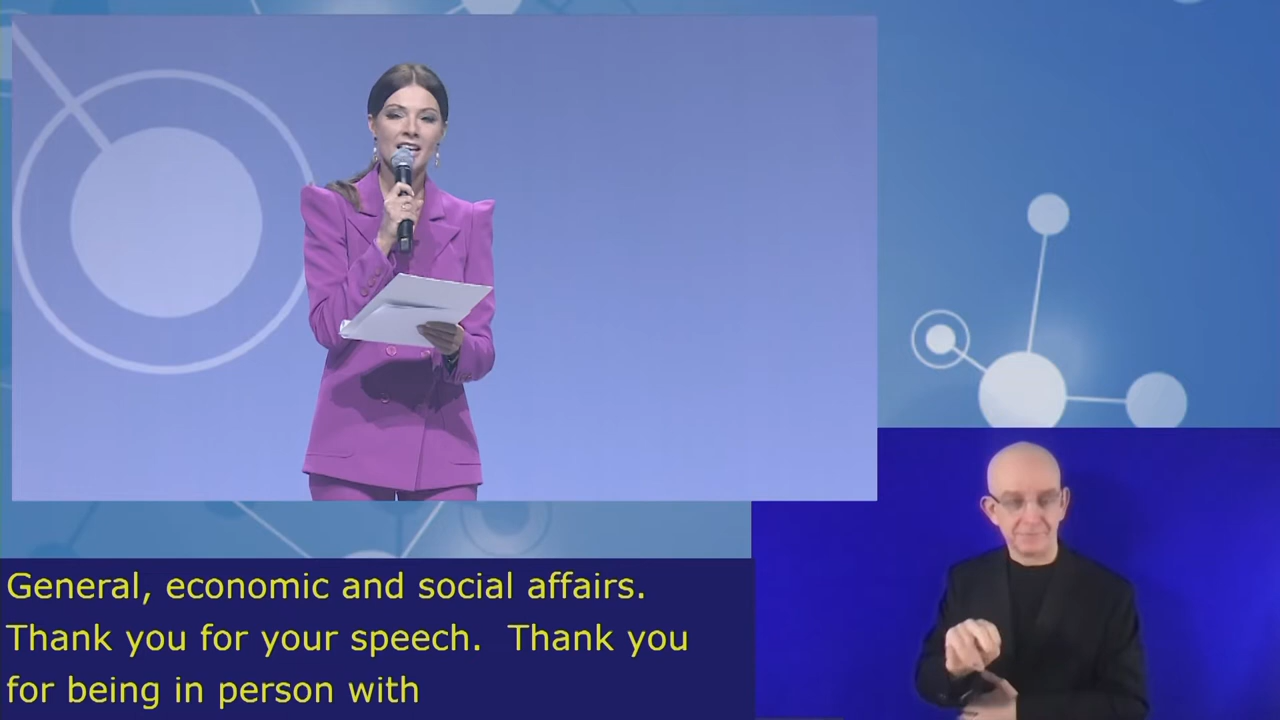 General, economic and social affairs.
Thank you for your speech.  Thank you
for being in person with